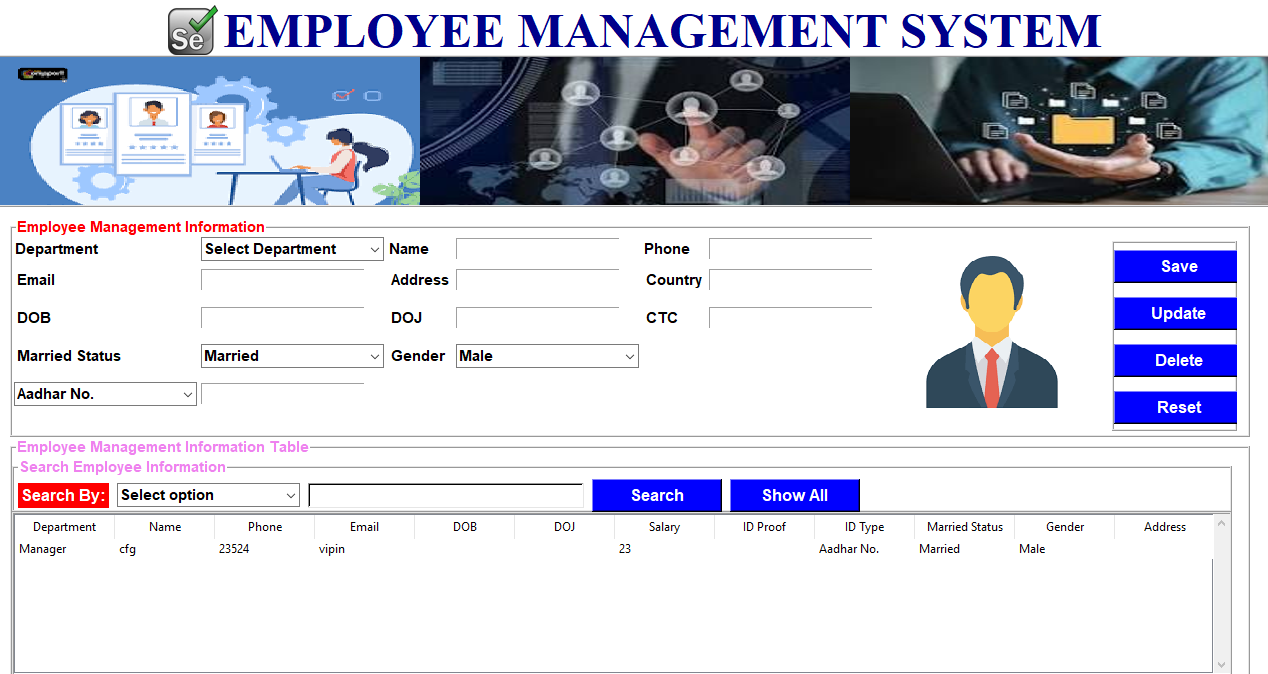 Se EMPLOYEE MANAGEMENT SYSTEM
Employee Management Information
Department Select Department Name Phone
Email Address Country
DOB DOJ CTC
Married Status Married Gender Male
Aadhar No.
Save
Update
Delete
Reset
Employee Management Information Table
Search Employee Information
Search By: Select option Search Show All
Department Name Phone Email DOB DOJ Salary ID Proof ID Type Married Status Gender Address
Manager cfg 23524 vipin 23 Aadhar No. Married Male